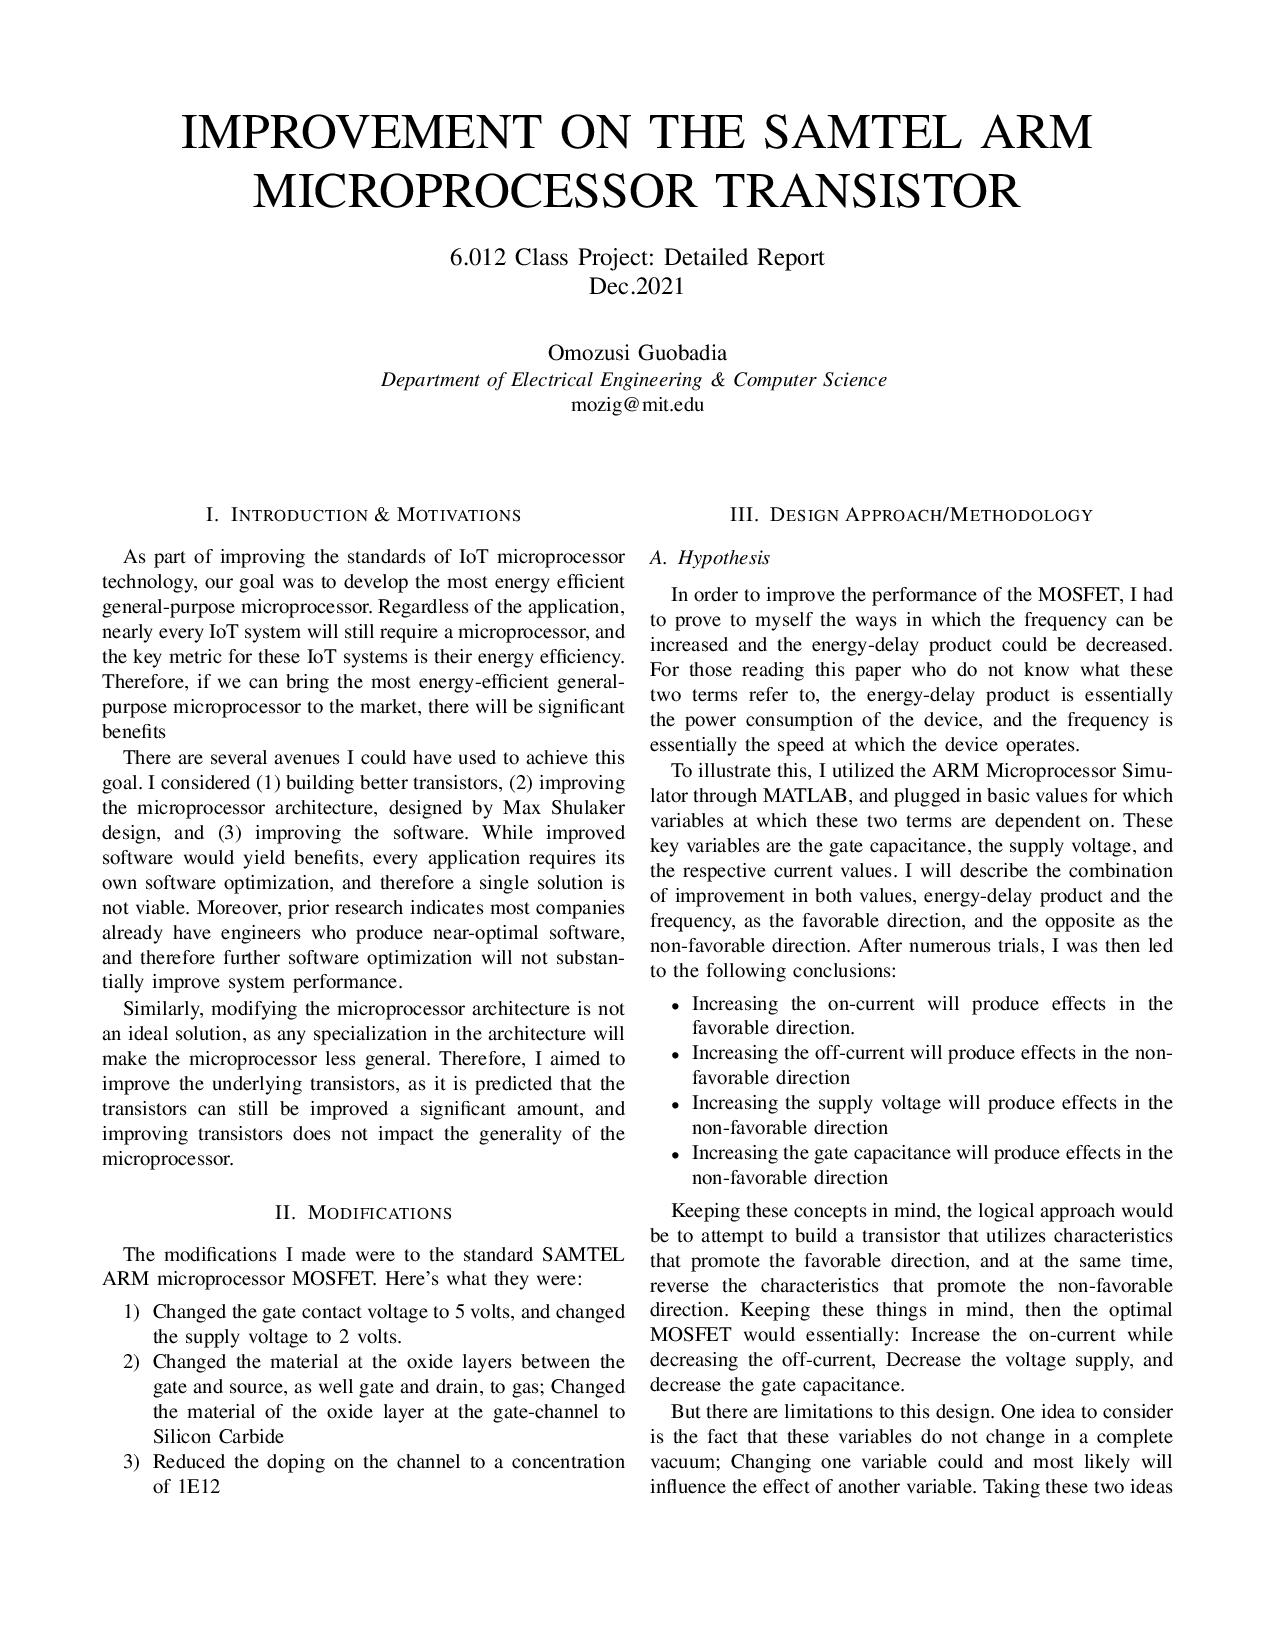 IMPROVEMENT ON THE SAMTEL ARM
MICROPROCESSOR TRANSISTOR
6.012 Class Project: Detailed Report
Dec.2021
Omozusi Guobadia
Department of Electrical Engineering & Computer Science
mozig@mit.edu
I. INTRODUCTION & MOTIVATIONS
As part of improving the standards of IoT microprocessor
technology, our goal was to develop the most energy efficient
general-purpose microprocessor. Regardless of the application,
nearly every IoT system will still require a microprocessor, and
the key metric for these IoT systems is their energy efficiency.
Therefore, if we can bring the most energy-efficient general-
purpose microprocessor to the market, there will be significant
benefits
There are several avenues I could have used to achieve this
goal. I considered (1) building better transistors, (2) improving
the microprocessor architecture, designed by Max Shulaker
design, and (3) improving the software. While improved
software would yield benefits, every application requires its
own software optimization, and therefore a single solution is
not viable. Moreover, prior research indicates most companies
already have engineers who produce near-optimal software,
and therefore further software optimization will not substan-
tially improve system performance.
Similarly, modifying the microprocessor architecture is not
an ideal solution, as any specialization in the architecture will
make the microprocessor less general. Therefore, I aimed to
improve the underlying transistors, as it is predicted that the
transistors can still be improved a significant amount, and
improving transistors does not impact the generality of the
microprocessor.
II. MODIFICATIONS
The modifications I made were to the standard SAMTEL
ARM microprocessor MOSFET. Here's what they were:
1) Changed the gate contact voltage to 5 volts, and changed
the supply voltage to 2 volts.
2) Changed the material at the oxide layers between the
gate and source, as well gate and drain, to gas; Changed
the material of the oxide layer at the gate-channel to
Silicon Carbide
3) Reduced the doping on the channel to a concentration
of 1E12
III. DESIGN APPROACH/METHODOLOGY
A. Hypothesis
In order to improve the performance of the MOSFET, I had
to prove to myself the ways in which the frequency can be
increased and the energy-delay product could be decreased.
For those reading this paper who do not know what these
two terms refer to, the energy-delay product is essentially
the power consumption of the device, and the frequency is
essentially the speed at which the device operates.
To illustrate this, I utilized the ARM Microprocessor Simu-
lator through MATLAB, and plugged in basic values for which
variables at which these two terms are dependent on. These
key variables are the gate capacitance, the supply voltage, and
the respective current values. I will describe the combination
of improvement in both values, energy-delay product and the
frequency, as the favorable direction, and the opposite as the
non-favorable direction. After numerous trials, I was then led
to the following conclusions:
• Increasing the on-current will produce effects in the
favorable direction.
• Increasing the off-current will produce effects in the non-
favorable direction
• Increasing the supply voltage will produce effects in the
non-favorable direction
• Increasing the gate capacitance will produce effects in the
non-favorable direction
Keeping these concepts in mind, the logical approach would
be to attempt to build a transistor that utilizes characteristics
that promote the favorable direction, and at the same time,
reverse the characteristics that promote the non-favorable
direction. Keeping these things in mind, then the optimal
MOSFET would essentially: Increase the on-current while
decreasing the off-current, Decrease the voltage supply, and
decrease the gate capacitance.
But there are limitations to this design. One idea to consider
is the fact that these variables do not change in a complete
vacuum; Changing one variable could and most likely will
influence the effect of another variable. Taking these two ideas